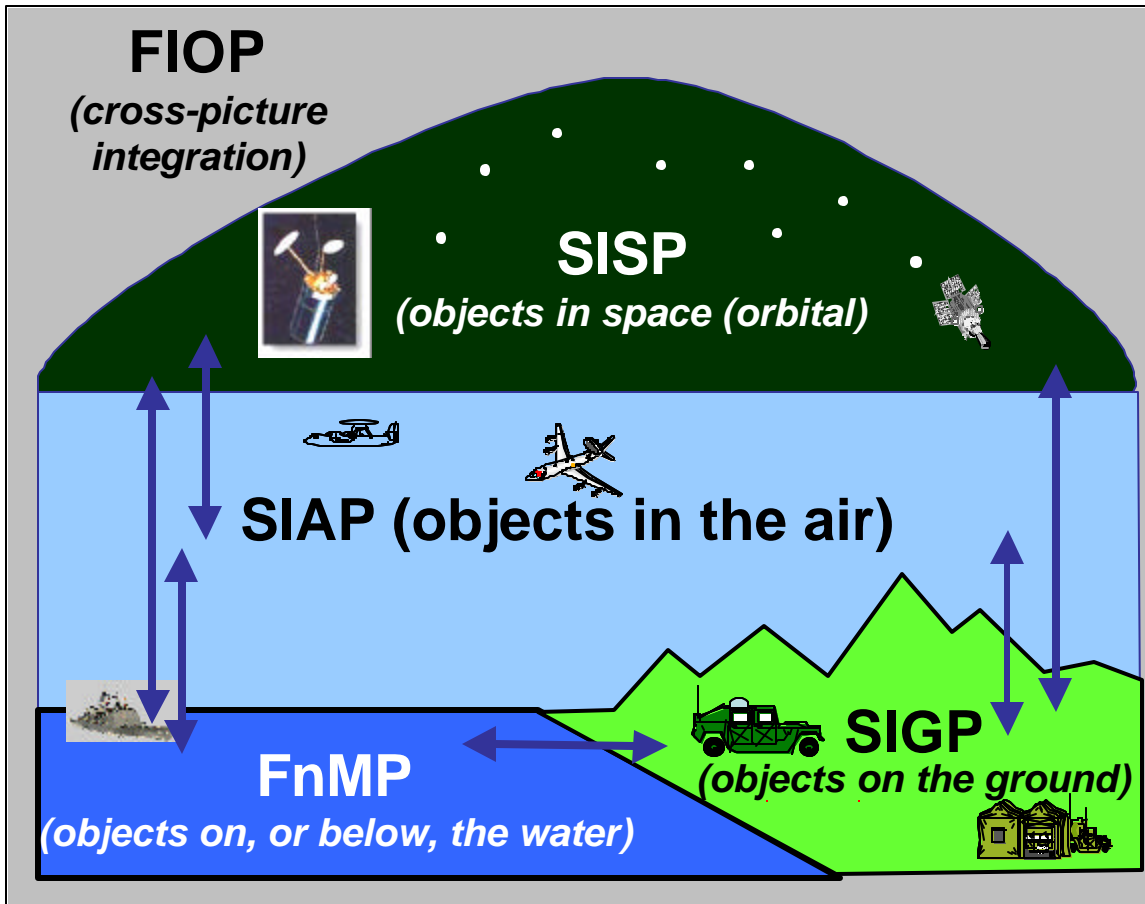 FIOP
(cross-picture
integration)
SISP
(objects in space (orbital)
SIAP (objects in the air)
SIGP
(objects on the ground)
FnMP
(objects on, or below, the water)